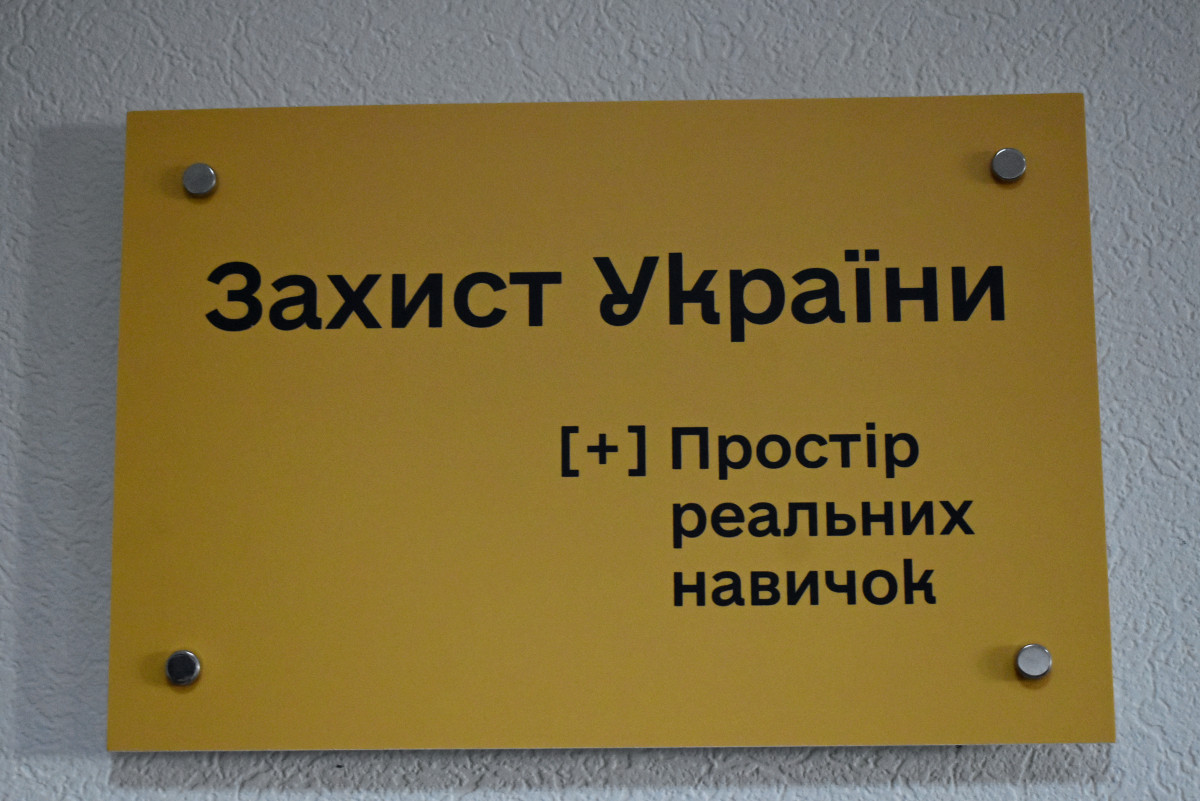 Захист України
[+] Простір
реальних
навичок